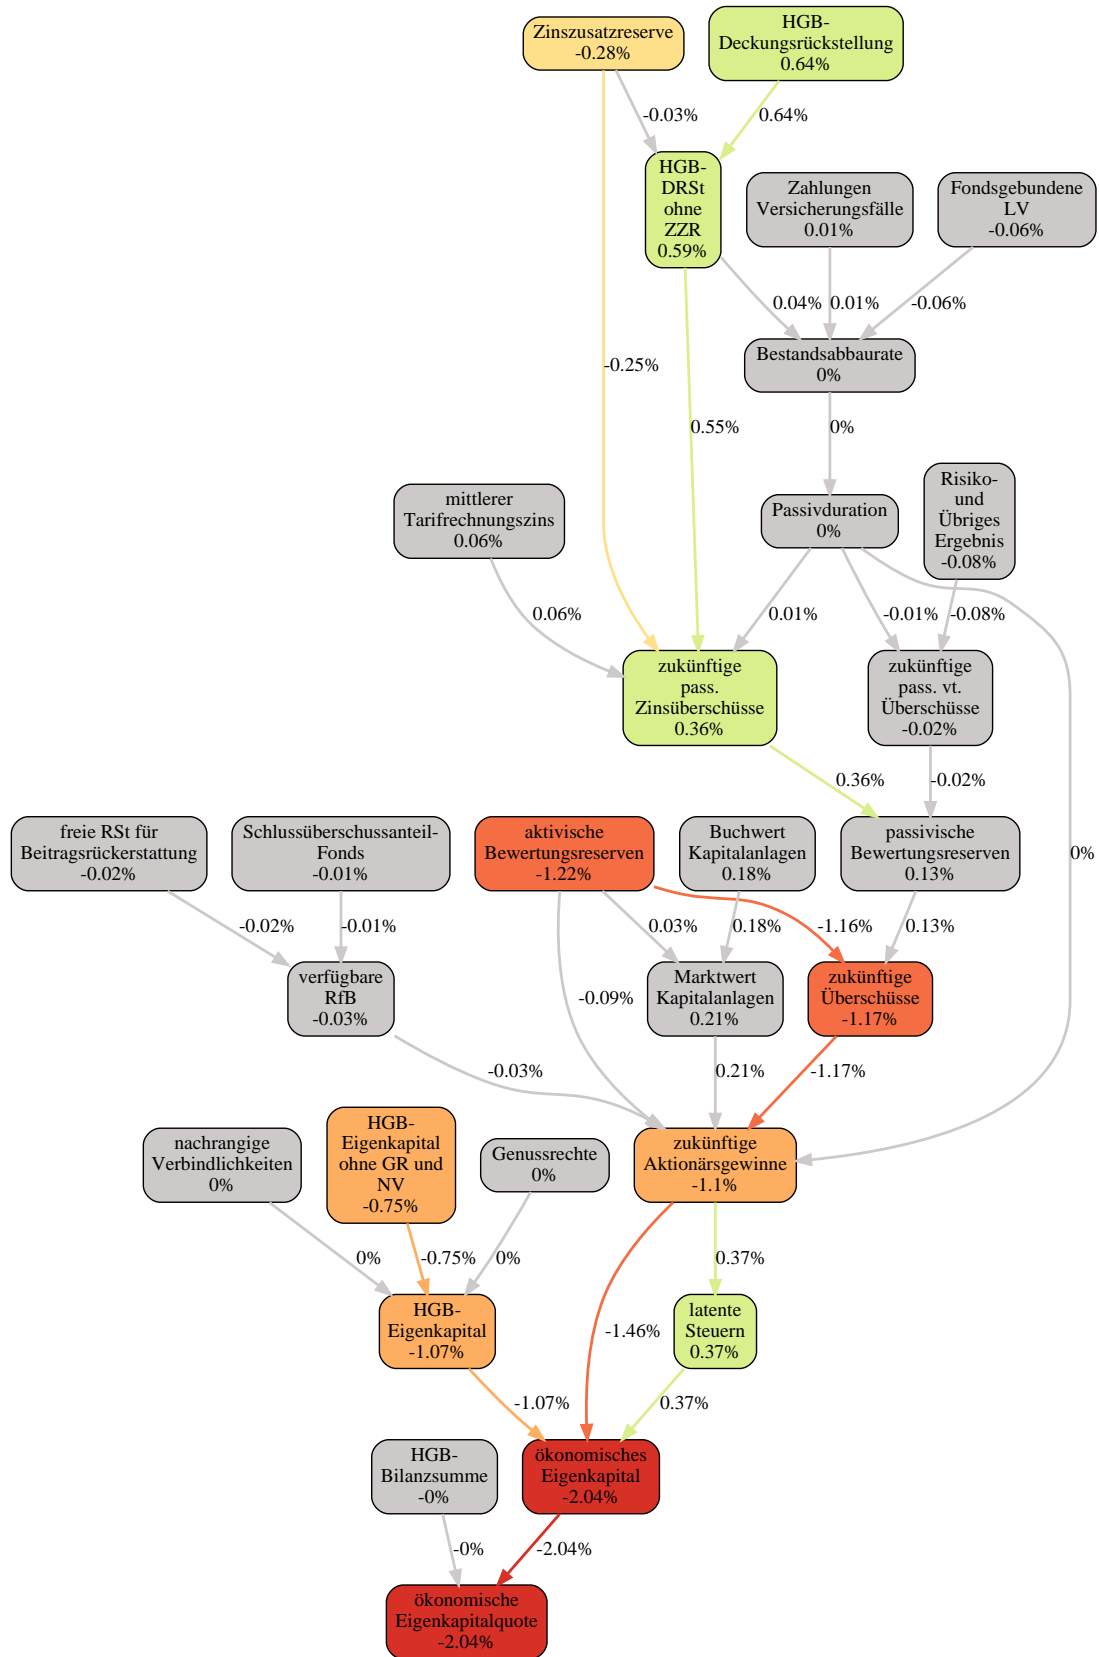 Zinszusatzreserve
-0.28%
HGB-
Deckungsrückstellung
0.64%
-0.03%
0.64%
HGB-
DRSt
ohne
ZZR
0.59%
Zahlungen
Versicherungsfälle
0.01%
Fondsgebundene
LV
-0.06%
0.04%
0.01%
-0.06%
Bestandsabbaurate
0%
-0.25%
0.55%
0%
mittlerer
Tarifrechnungszins
0.06%
Passivduration
0%
Risiko-
und
Übriges
Ergebnis
-0.08%
0.06%
0.01%
-0.01%
-0.08%
zukünftige
pass.
Zinsüberschüsse
0.36%
zukünftige
pass. vt.
Überschüsse
-0.02%
0.36%
-0.02%
0%
freie RSt für
Beitragsrückerstattung
-0.02%
Schlussüberschussanteil-
Fonds
-0.01%
aktivische
Bewertungsreserven
-1.22%
Buchwert
Kapitalanlagen
0.18%
passivische
Bewertungsreserven
0.13%
-0.02%
-0.01%
0.03%
0.18%
-1.16%
0.13%
verfügbare
RfB
-0.03%
-0.09%
Marktwert
Kapitalanlagen
0.21%
zukünftige
Überschüsse
-1.17%
-0.03%
0.21%
-1.17%
nachrangige
Verbindlichkeiten
0%
HGB-
Eigenkapital
ohne GR und
NV
-0.75%
Genussrechte
0%
zukünftige
Aktionärsgewinne
-1.1%
0%
-0.75%
0%
0.37%
HGB-
Eigenkapital
-1.07%
-1.46%
latente
Steuern
0.37%
-1.07%
0.37%
HGB-
Bilanzsumme
-0%
ökonomisches
Eigenkapital
-2.04%
-0%
-2.04%
ökonomische
Eigenkapitalquote
-2.04%